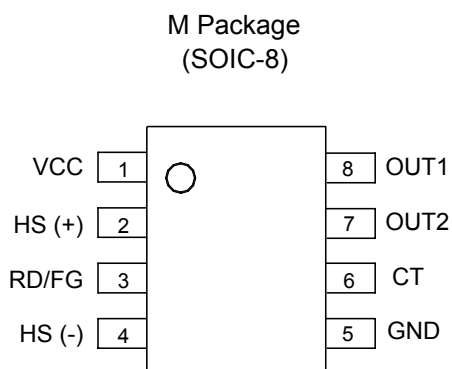 M Package
(SOIC-8)
VCC 1 8 OUT1
HS (+) 2 7 OUT2
RD/FG 3 6 CT
HS (-) 4 5 GND